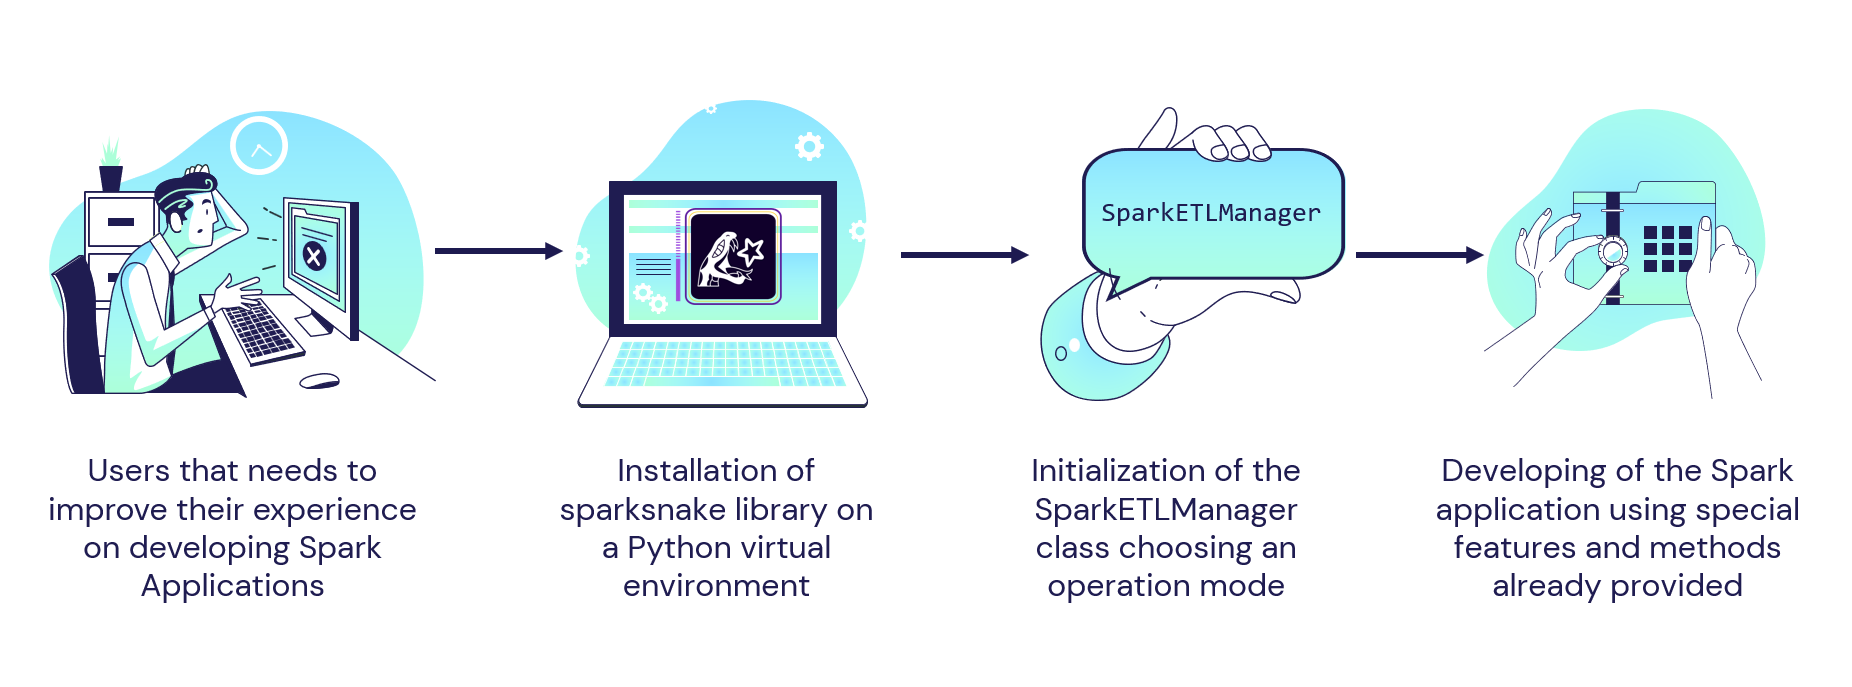 SparkETLManager
Users that needs to
improve their experience
on developing Spark
Applications
Installation of
sparksnake library on
a Python virtual
environment
Initialization of the
SparkETLManager
class choosing an
operation mode
Developing of the Spark
application using special
features and methods
already provided